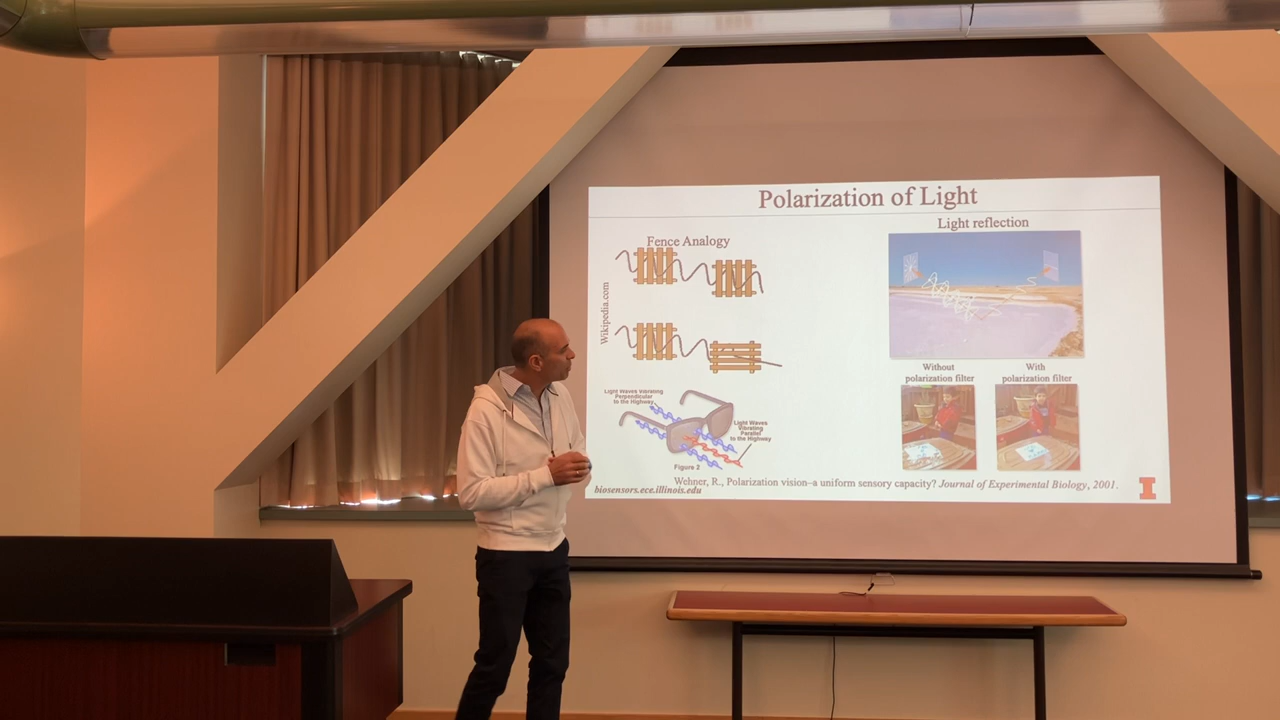 Polarization of Light
Fence Analogy
Wikipedia.com
Light Waves Vibrating
Perpendicular
to the Highway
Light Waves
Vibrating
Parallel
to the Highway
Figure 2
Light reflection
Without
polarization filter
With
polarization filter
Wehner, R., Polarization vision–a uniform sensory capacity? Journal of Experimental Biology, 2001.
biosensors.ece.illinois.edu
I